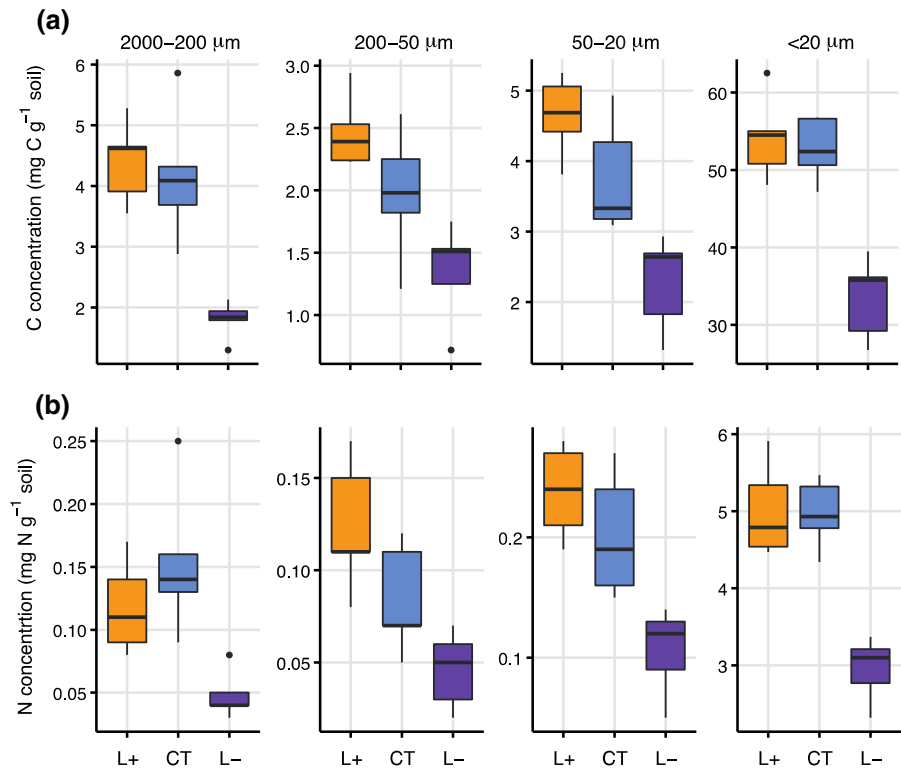 (a)
2000–200 μm
200–50 μm
50–20 μm
<20 μm
C concentration (mg C g⁻¹ soil)
6
5
4
3
2
3.0
2.5
2.0
1.5
1.0
5
4
3
2
60
50
40
30
(b)
N concentrtion (mg N g⁻¹ soil)
0.25
0.20
0.15
0.10
0.05
0.15
0.10
0.05
0.2
0.1
6
5
4
3
L+ CT L−
L+ CT L−
L+ CT L−
L+ CT L−